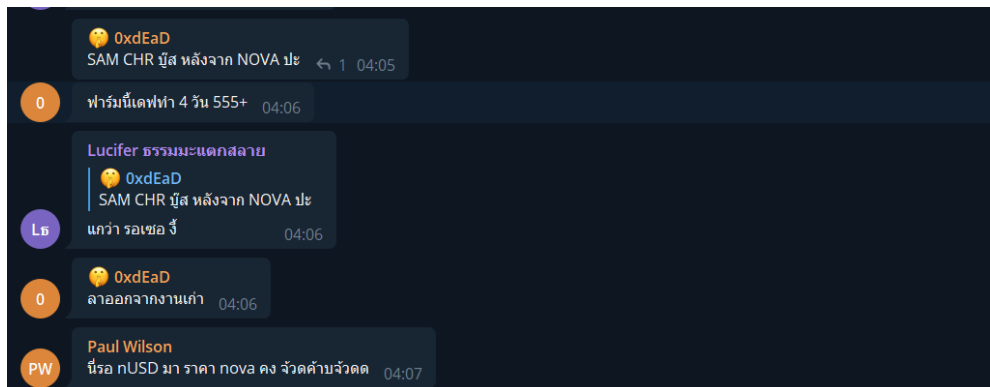 🤫 0xdEaD
SAM CHR บู๊ส หลังจาก NOVA ปะ 1 04:05
0 ฟาร์มนี้เดฟทำ 4 วัน 555+ 04:06
Lucifer ธรรมมะแตกสลาย
🤫 0xdEaD
SAM CHR บู๊ส หลังจาก NOVA ปะ
Lธ แกว่า รอเซอ งี้ 04:06
🤫 0xdEaD
0 ลาออกจากงานเก่า 04:06
Paul Wilson
PW นี่รอ nUSD มา ราคา nova คง จ้วดค้าบจ้วดด 04:07